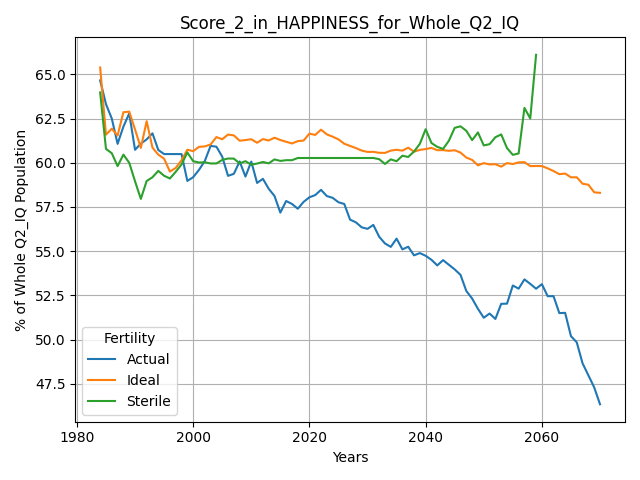 Score_2_in_HAPPINESS_for_Whole_Q2_IQ
% of Whole Q2_IQ Population
65.0
62.5
60.0
57.5
55.0
52.5
50.0
47.5
Fertility
Actual
Ideal
Sterile
1980
2000
2020
2040
2060
Years